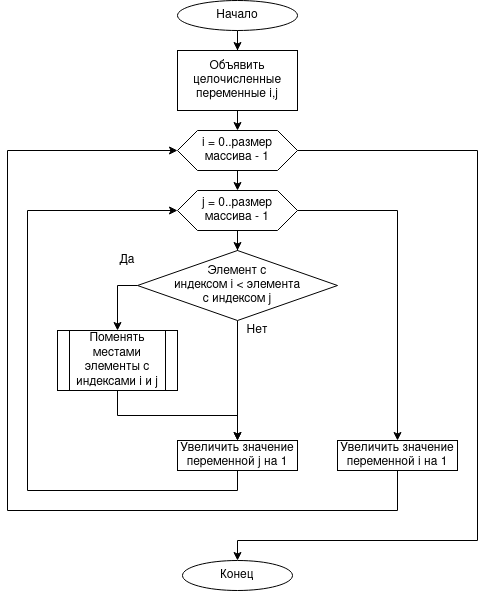 Начало
Объявить
целочисленные
переменные i,j
i = 0..размер
массива - 1
j = 0..размер
массива - 1
Да
Элемент с
индексом i < элемента
с индексом j
Нет
Поменять
местами
элементы с
индексами i и j
Увеличить значение
переменной j на 1
Увеличить значение
переменной i на 1
Конец